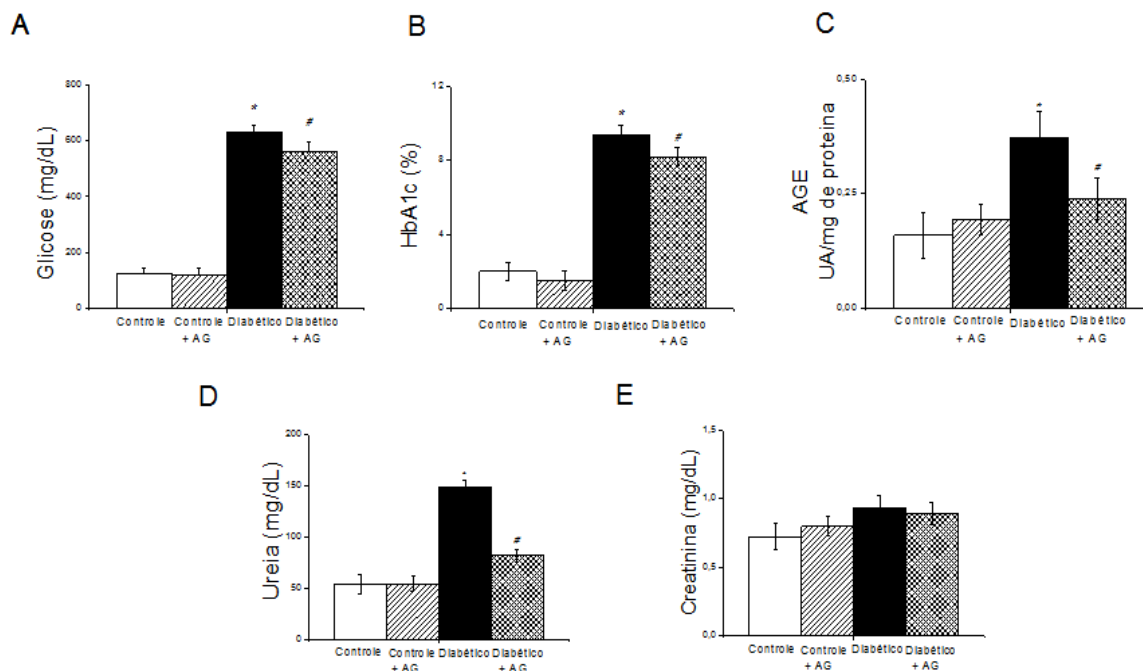 A
Glicose (mg/dL)
800
600
400
200
0
*
#
Controle
Controle
+ AG
Diabético
Diabético
+ AG
B
HbA1c (%)
12
8
4
0
*
#
Controle
Controle
+ AG
Diabético
Diabético
+ AG
C
AGE
UA/mg de proteina
0,50
0,25
0,00
*
#
Controle
Controle
+ AG
Diabético
Diabético
+ AG
D
Ureia (mg/dL)
200
150
100
50
0
*
#
Controle
Controle
+ AG
Diabético
Diabético
+ AG
E
Creatinina (mg/dL)
1,5
1,0
0,5
0,0
Controle
Controle
+ AG
Diabético
Diabético
+ AG